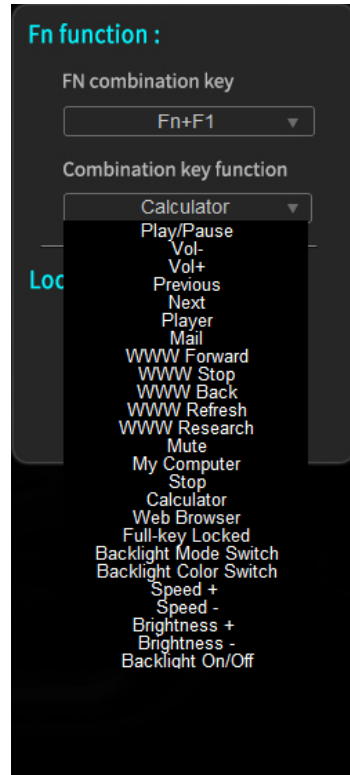 Fn function :
FN combination key
Fn+F1
Combination key function
Calculator
Play/Pause
Vol-
Vol+
Previous
Next
Player
Mail
WWW Forward
WWW Stop
WWW Back
WWW Refresh
WWW Research
Mute
My Computer
Stop
Calculator
Web Browser
Full-key Locked
Backlight Mode Switch
Backlight Color Switch
Speed +
Speed -
Brightness +
Brightness -
Backlight On/Off